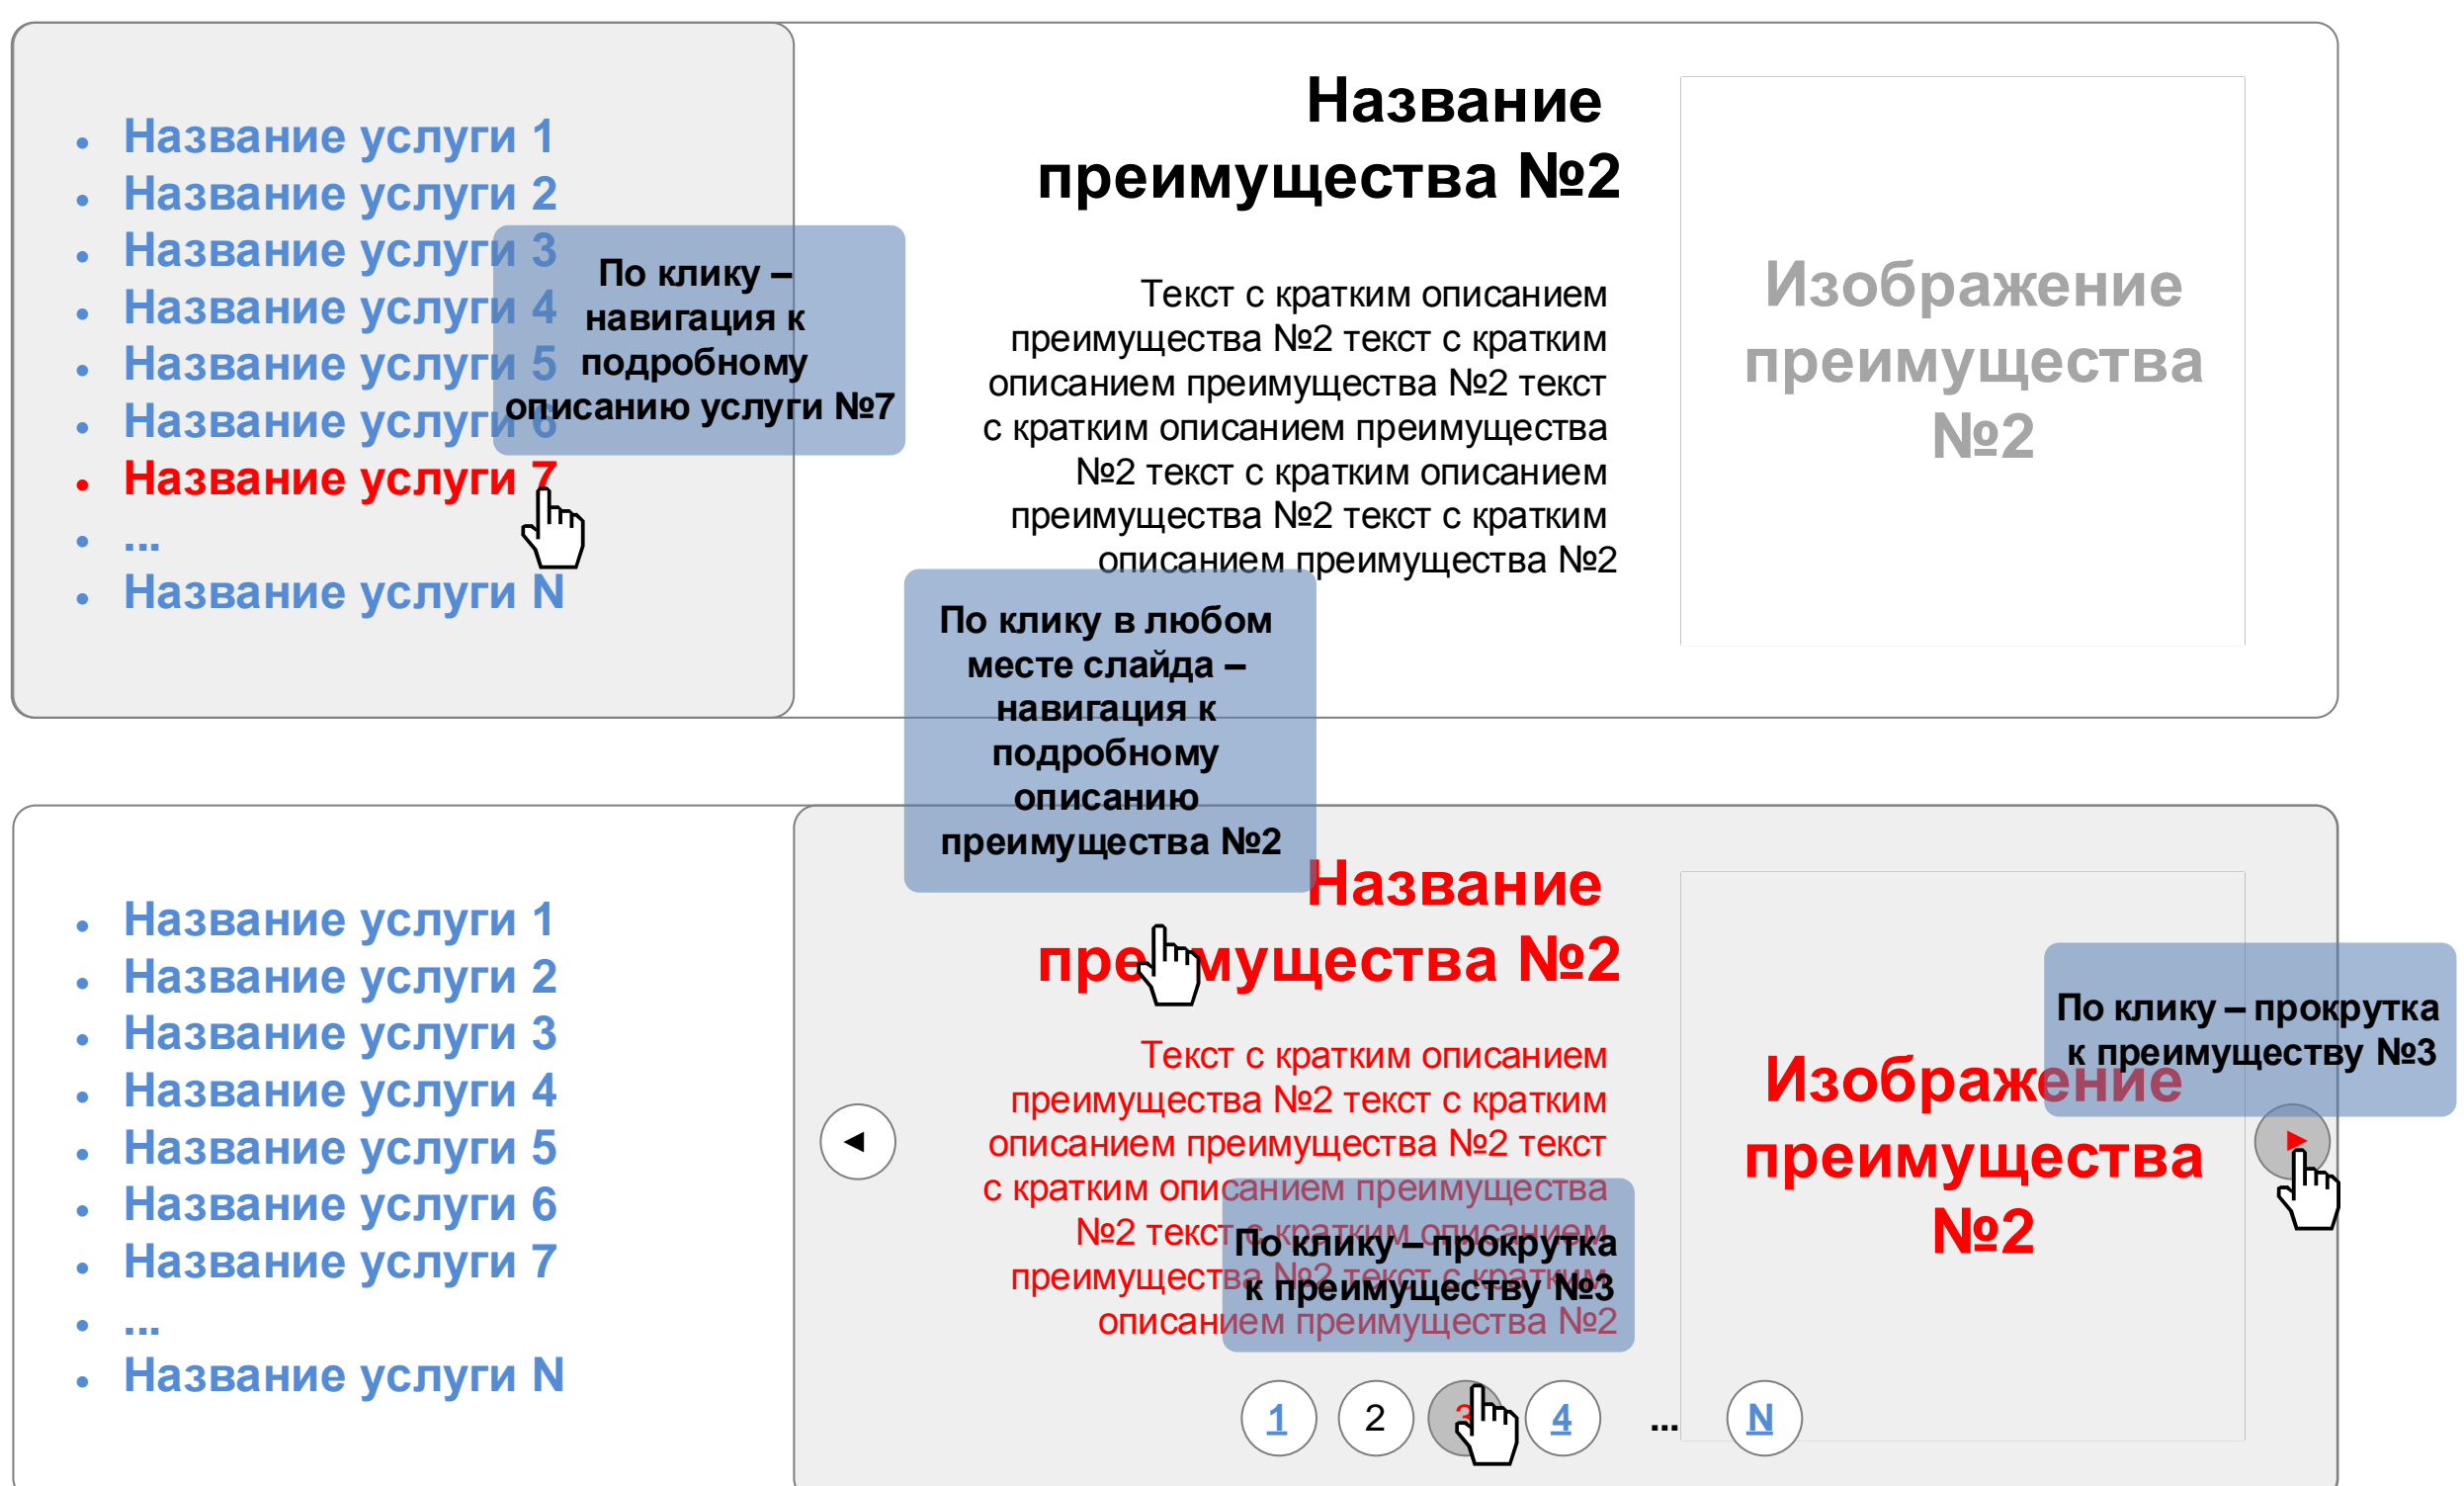 Название услуги 1
Название услуги 2
Название услуги 3
Название услуги 4
Название услуги 5
Название услуги 6
Название услуги 7
...
Название услуги N
По клику –
навигация к
подробному
описанию услуги №7
Название
преимущества №2
Текст с кратким описанием
преимущества №2 текст с кратким
описанием преимущества №2 текст
с кратким описанием преимущества
№2 текст с кратким описанием
преимущества №2 текст с кратким
описанием преимущества №2
Изображение
преимущества
№2
По клику в любом
месте слайда –
навигация к
подробному
описанию
преимущества №2
Название услуги 1
Название услуги 2
Название услуги 3
Название услуги 4
Название услуги 5
Название услуги 6
Название услуги 7
...
Название услуги N
Название
преимущества №2
Текст с кратким описанием
преимущества №2 текст с кратким
описанием преимущества №2 текст
с кратким описанием преимущества
№2 текст с кратким описанием
преимущества №2 текст с кратким
описанием преимущества №2
По клику – прокрутка
к преимуществу №3
Изображение
преимущества
№2
По клику – прокрутка
к преимуществу №3
1 2 3 4 ... N